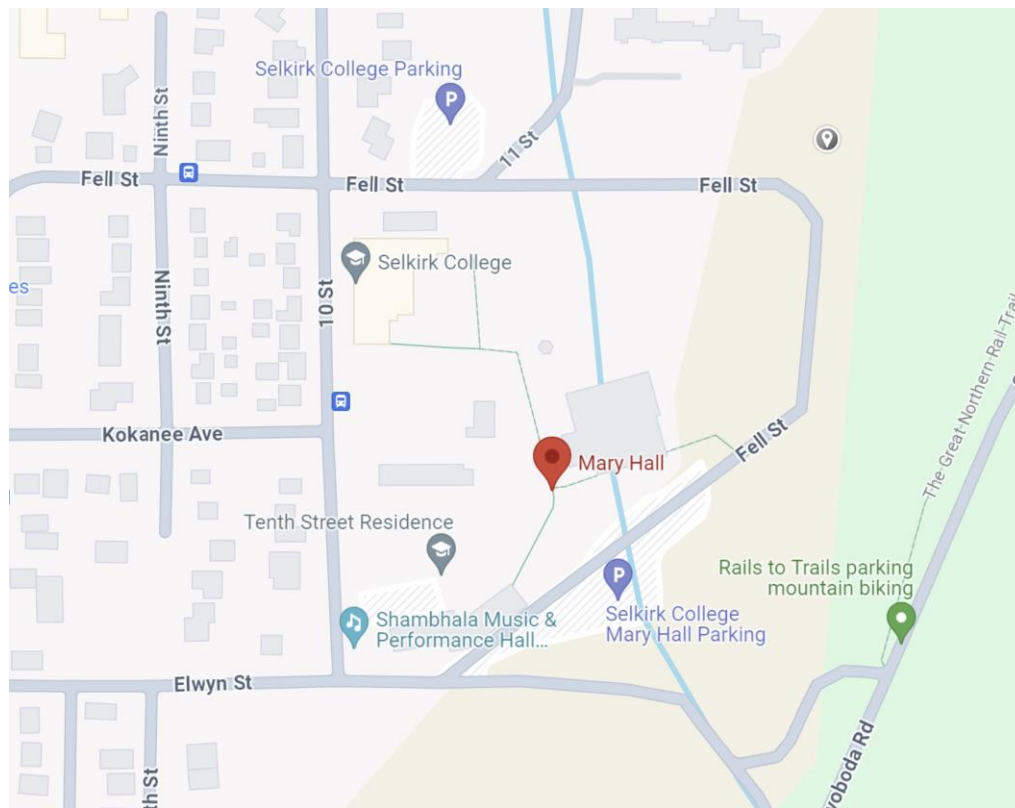 Selkirk College Parking
P
Ninth St
11 St
Fell St
Fell St
Fell St
Selkirk College
es
Ninth St
10 St
The Great-Northern-Rail-Trail
Kokanee Ave
Fell St
Mary Hall
Tenth Street Residence
P
Rails to Trails parking
mountain biking
Selkirk College
Mary Hall Parking
Shambhala Music &
Performance Hall...
Elwyn St
voboda Rd
th St